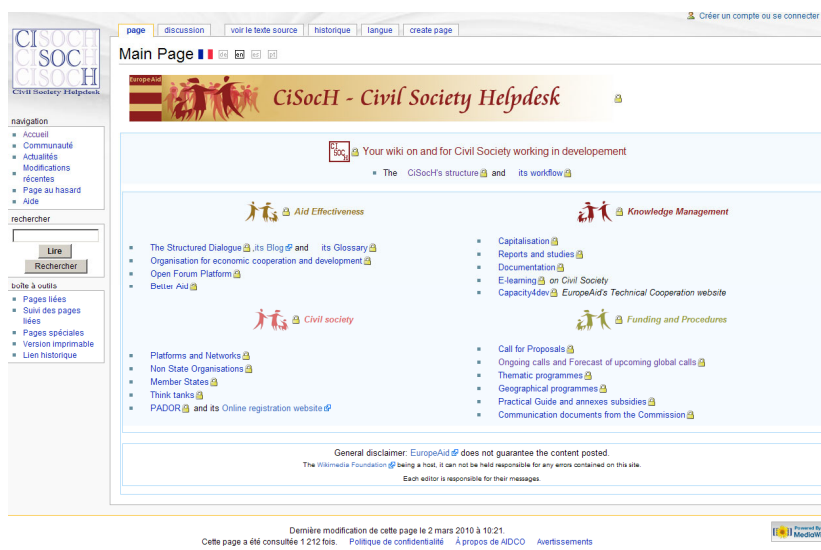 Créer un compte ou se connecter
page discussion voir le texte source historique langue create page
CISOCH
CISOCH
CISOCH
Civil Society Helpdesk
Main Page de en es pt
EuropeAid
CiSocH - Civil Society Helpdesk
navigation
Accueil
Communauté
Actualités
Modifications
récentes
Page au hasard
Aide
rechercher
Lire
Rechercher
boîte à outils
Pages liées
Suivi des pages
liées
Pages spéciales
Version imprimable
Lien historique
CI
SOC
H
Your wiki on and for Civil Society working in developement
The CiSocH's structure and its workflow
Aid Effectiveness
The Structured Dialogue ,its Blog and its Glossary
Organisation for economic cooperation and development
Open Forum Platform
Better Aid
Knowledge Management
Capitalisation
Reports and studies
Documentation
E-learning on Civil Society
Capacity4dev EuropeAid's Technical Cooperation website
Civil society
Platforms and Networks
Non State Organisations
Member States
Think tanks
PADOR and its Online registration website
Funding and Procedures
Call for Proposals
Ongoing calls and Forecast of upcoming global calls
Thematic programmes
Geographical programmes
Practical Guide and annexes subsidies
Communication documents from the Commission
General disclaimer: EuropeAid does not guarantee the content posted.
The Wikimedia Foundation being a host, it can not be held responsible for any errors contained on this site.
Each editor is responsible for their messages.
Dernière modification de cette page le 2 mars 2010 à 10:21.
Cette page a été consultée 1 212 fois. Politique de confidentialité À propos de AIDCO Avertissements
Powered By
MediaWi